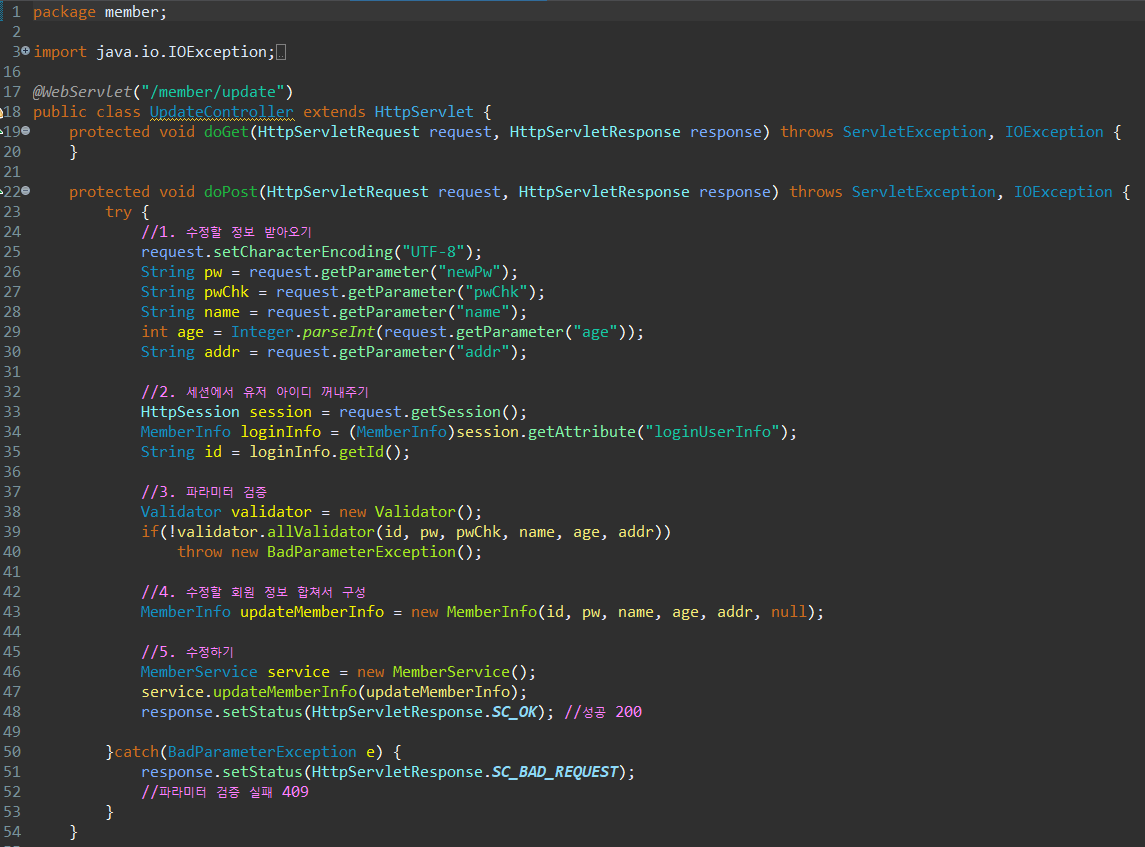 1 package member;
2
3 import java.io.IOException;
16
17 @WebServlet("/member/update")
18 public class UpdateController extends HttpServlet {
19 protected void doGet(HttpServletRequest request, HttpServletResponse response) throws ServletException, IOException {
20 }
21
22 protected void doPost(HttpServletRequest request, HttpServletResponse response) throws ServletException, IOException {
23 try {
24 //1. 수정할 정보 받아오기
25 request.setCharacterEncoding("UTF-8");
26 String pw = request.getParameter("newPw");
27 String pwChk = request.getParameter("pwChk");
28 String name = request.getParameter("name");
29 int age = Integer.parseInt(request.getParameter("age"));
30 String addr = request.getParameter("addr");
31
32 //2. 세션에서 유저 아이디 꺼내주기
33 HttpSession session = request.getSession();
34 MemberInfo loginInfo = (MemberInfo)session.getAttribute("loginUserInfo");
35 String id = loginInfo.getId();
36
37 //3. 파라미터 검증
38 Validator validator = new Validator();
39 if(!validator.allValidator(id, pw, pwChk, name, age, addr))
40 throw new BadParameterException();
41
42 //4. 수정할 회원 정보 합쳐서 구성
43 MemberInfo updateMemberInfo = new MemberInfo(id, pw, name, age, addr, null);
44
45 //5. 수정하기
46 MemberService service = new MemberService();
47 service.updateMemberInfo(updateMemberInfo);
48 response.setStatus(HttpServletResponse.SC_OK); //성공 200
49
50 }catch(BadParameterException e) {
51 response.setStatus(HttpServletResponse.SC_BAD_REQUEST);
52 //파라미터 검증 실패 409
53 }
54 }